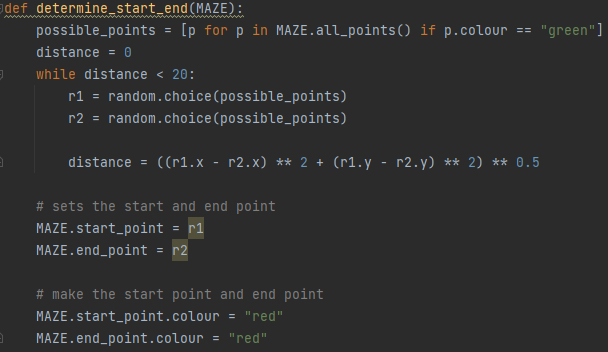 def determine_start_end(MAZE):
    possible_points = [p for p in MAZE.all_points() if p.colour == "green"]
    distance = 0
    while distance < 20:
        r1 = random.choice(possible_points)
        r2 = random.choice(possible_points)

        distance = ((r1.x - r2.x) ** 2 + (r1.y - r2.y) ** 2) ** 0.5

    # sets the start and end point
    MAZE.start_point = r1
    MAZE.end_point = r2

    # make the start point and end point
    MAZE.start_point.colour = "red"
    MAZE.end_point.colour = "red"